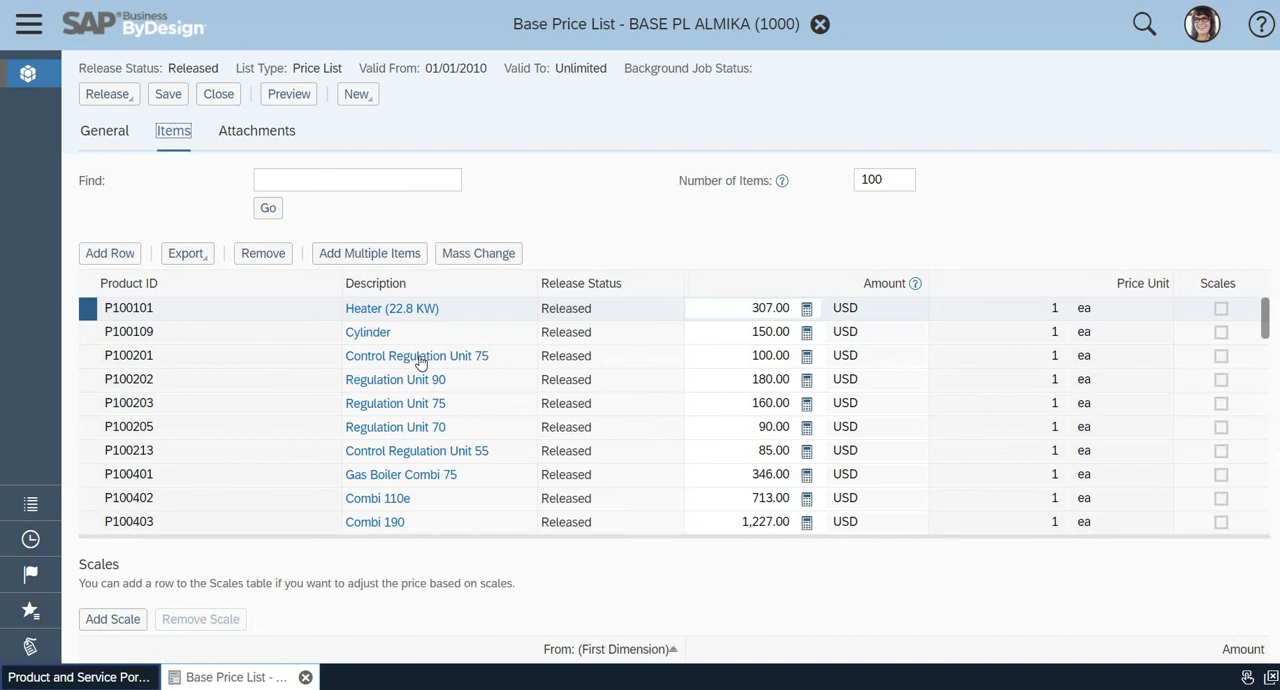 SAP Business ByDesign
Base Price List - BASE PL ALMIKA (1000)
Release Status: Released List Type: Price List Valid From: 01/01/2010 Valid To: Unlimited Background Job Status:
Release Save Close Preview New
General Items Attachments
Find: Number of Items: 100
Go
Add Row Export Remove Add Multiple Items Mass Change
Product ID Description Release Status Amount Price Unit Scales
P100101 Heater (22.8 KW) Released 307.00 USD 1 ea
P100109 Cylinder Released 150.00 USD 1 ea
P100201 Control Regulation Unit 75 Released 100.00 USD 1 ea
P100202 Regulation Unit 90 Released 180.00 USD 1 ea
P100203 Regulation Unit 75 Released 160.00 USD 1 ea
P100205 Regulation Unit 70 Released 90.00 USD 1 ea
P100213 Control Regulation Unit 55 Released 85.00 USD 1 ea
P100401 Gas Boiler Combi 75 Released 346.00 USD 1 ea
P100402 Combi 110e Released 713.00 USD 1 ea
P100403 Combi 190 Released 1,227.00 USD 1 ea
Scales
You can add a row to the Scales table if you want to adjust the price based on scales.
Add Scale Remove Scale
From: (First Dimension) Amount
Product and Service Por... Base Price List - ...